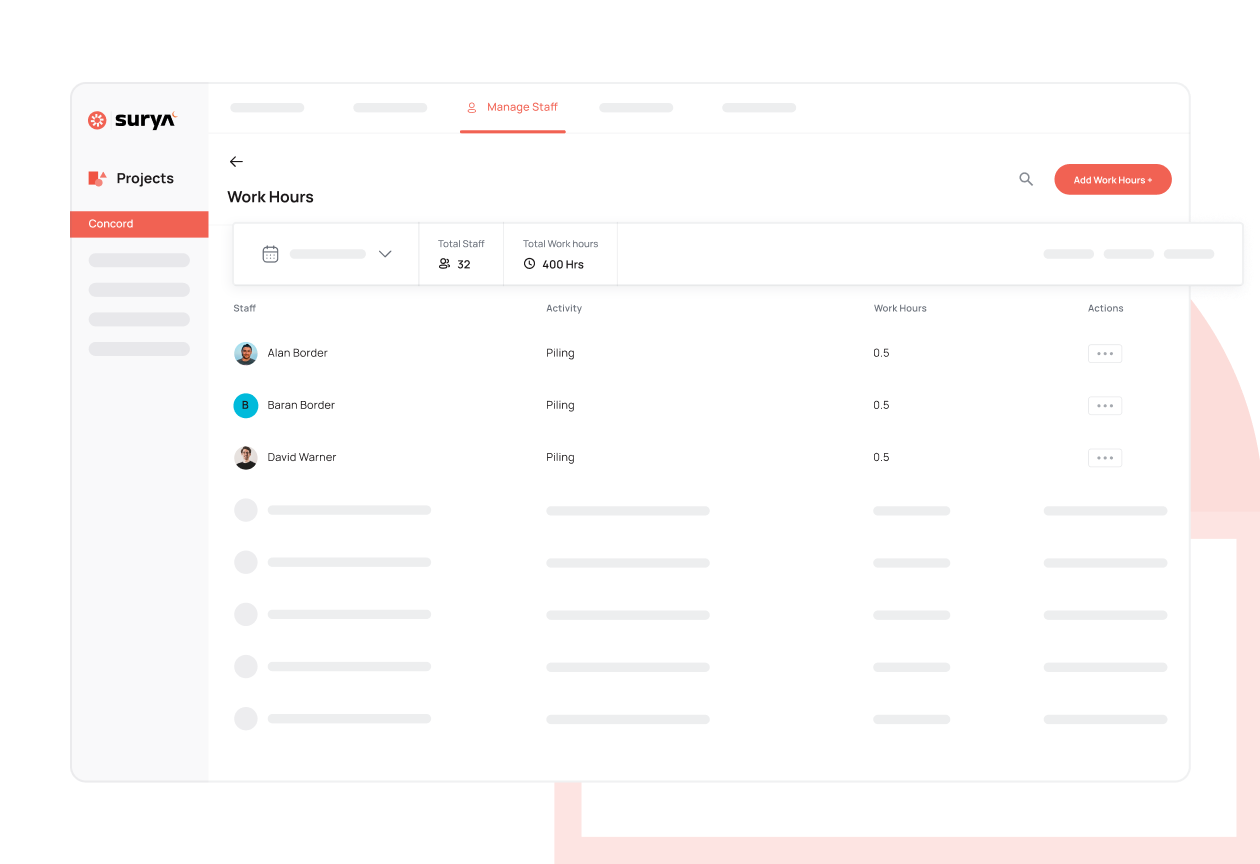 surya
Manage Staff
Projects
Work Hours
Add Work Hours +
Concord
Total Staff
32
Total Work hours
400 Hrs
Staff Activity Work Hours Actions
Alan Border Piling 0.5
B Baran Border Piling 0.5
David Warner Piling 0.5